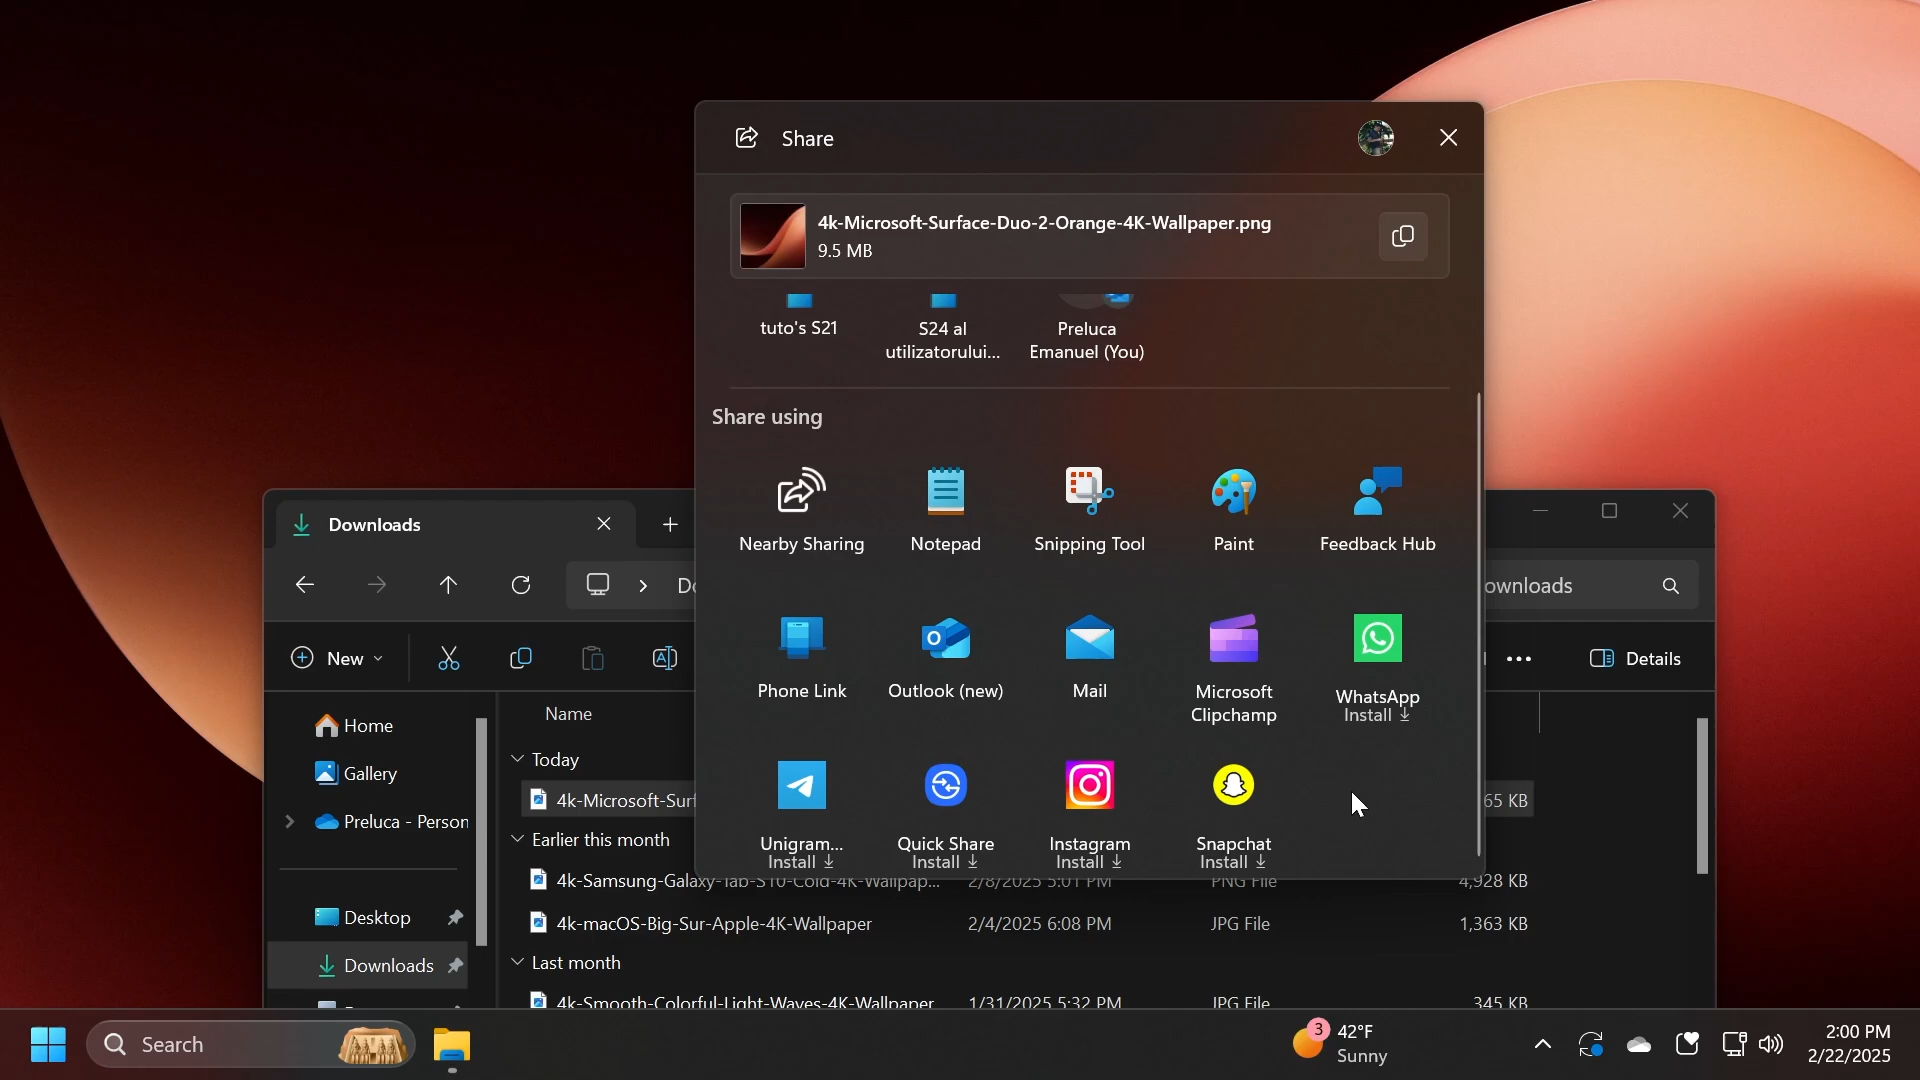 Share
4k-Microsoft-Surface-Duo-2-Orange-4K-Wallpaper.png
9.5 MB
tuto's S21
S24 al
utilizatorului...
Preluca
Emanuel (You)
Share using
Nearby Sharing
Notepad
Snipping Tool
Paint
Feedback Hub
Phone Link
Outlook (new)
Mail
Microsoft
Clipchamp
WhatsApp
Install
Unigram...
Install
Quick Share
Install
Instagram
Install
Snapchat
Install
Downloads
ownloads
New
Details
Home
Gallery
Preluca - Person
Desktop
Downloads
Name
Today
4k-Microsoft-Surf
65 KB
Earlier this month
4k-Samsung-Galaxy-Tab-S10-Cold-4K-Wallpap... 2/8/2025 5:01 PM PNG File 4,928 KB
4k-macOS-Big-Sur-Apple-4K-Wallpaper 2/4/2025 6:08 PM JPG File 1,363 KB
Last month
4k-Smooth-Colorful-Light-Waves-4K-Wallpaper 1/31/2025 5:32 PM JPG File 345 KB
Search
3
42°F
Sunny
2:00 PM
2/22/2025